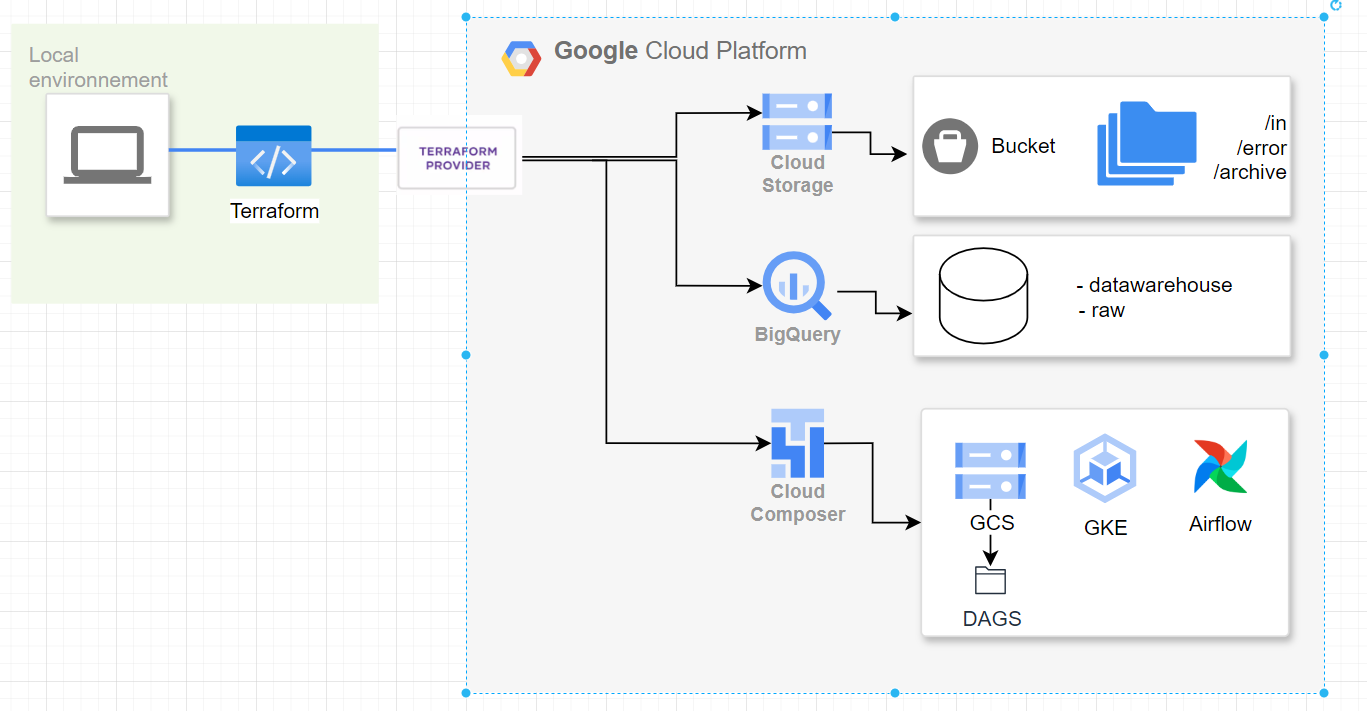 Local
environnement
Terraform
TERRAFORM
PROVIDER
Google Cloud Platform
Cloud
Storage
Bucket
/in
/error
/archive
BigQuery
- datawarehouse
- raw
Cloud
Composer
GCS
GKE
Airflow
DAGS